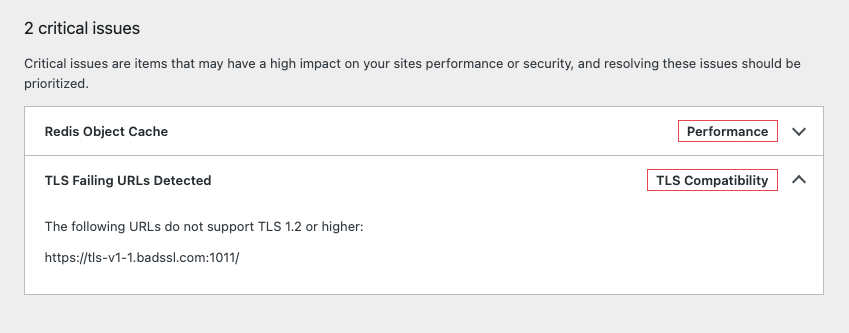 2 critical issues
Critical issues are items that may have a high impact on your sites performance or security, and resolving these issues should be
prioritized.
Redis Object Cache
Performance
TLS Failing URLs Detected
TLS Compatibility
The following URLs do not support TLS 1.2 or higher:
https://tls-v1-1.badssl.com:1011/